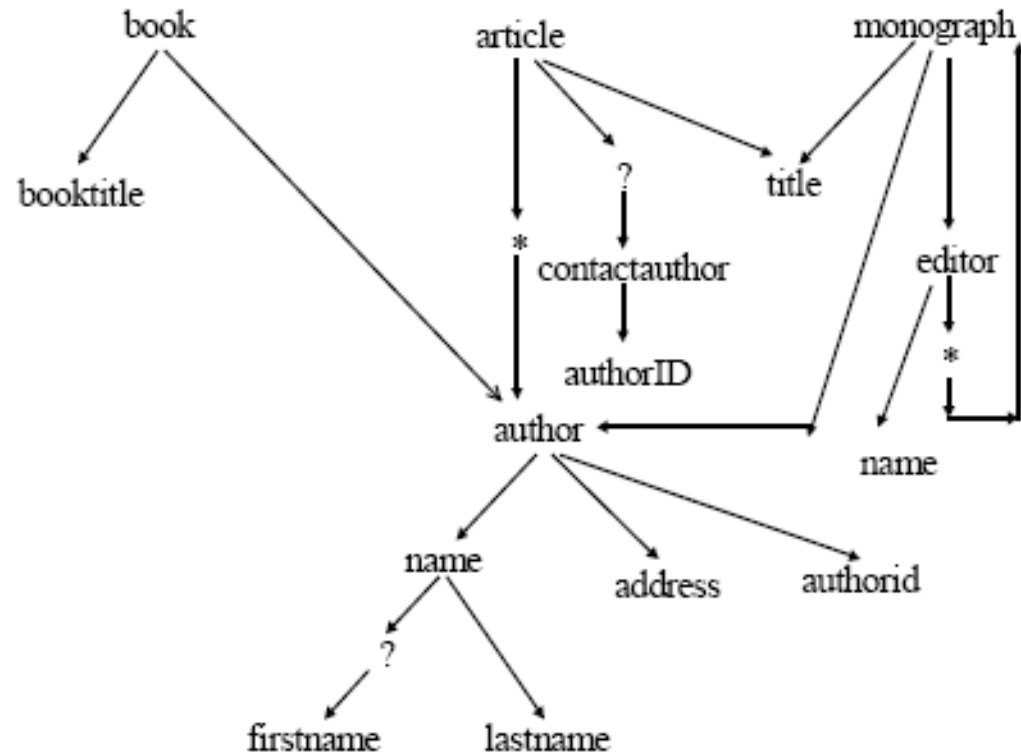 book
article
monograph
?
title
booktitle
*
contactauthor
editor
*
authorID
author
name
name
address
authorid
?
firstname
lastname